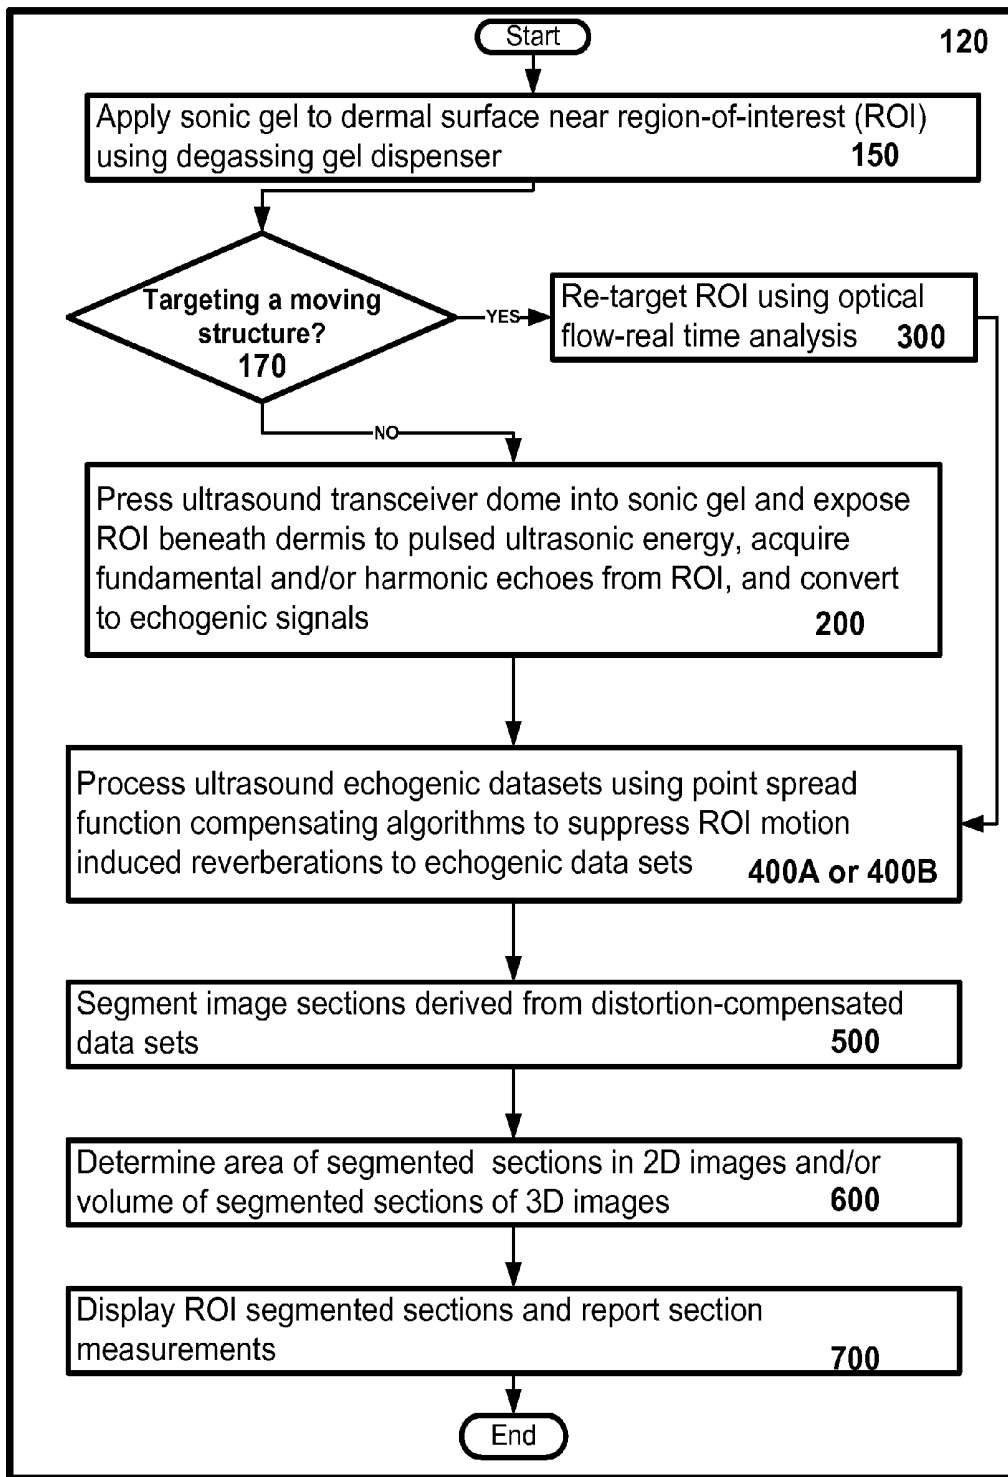 Start
120
Apply sonic gel to dermal surface near region-of-interest (ROI)
using degassing gel dispenser 150
Targeting a moving
structure?
170
YES
Re-target ROI using optical
flow-real time analysis 300
NO
Press ultrasound transceiver dome into sonic gel and expose
ROI beneath dermis to pulsed ultrasonic energy, acquire
fundamental and/or harmonic echoes from ROI, and convert
to echogenic signals 200
Process ultrasound echogenic datasets using point spread
function compensating algorithms to suppress ROI motion
induced reverberations to echogenic data sets 400A or 400B
Segment image sections derived from distortion-compensated
data sets 500
Determine area of segmented sections in 2D images and/or
volume of segmented sections of 3D images 600
Display ROI segmented sections and report section
measurements 700
End